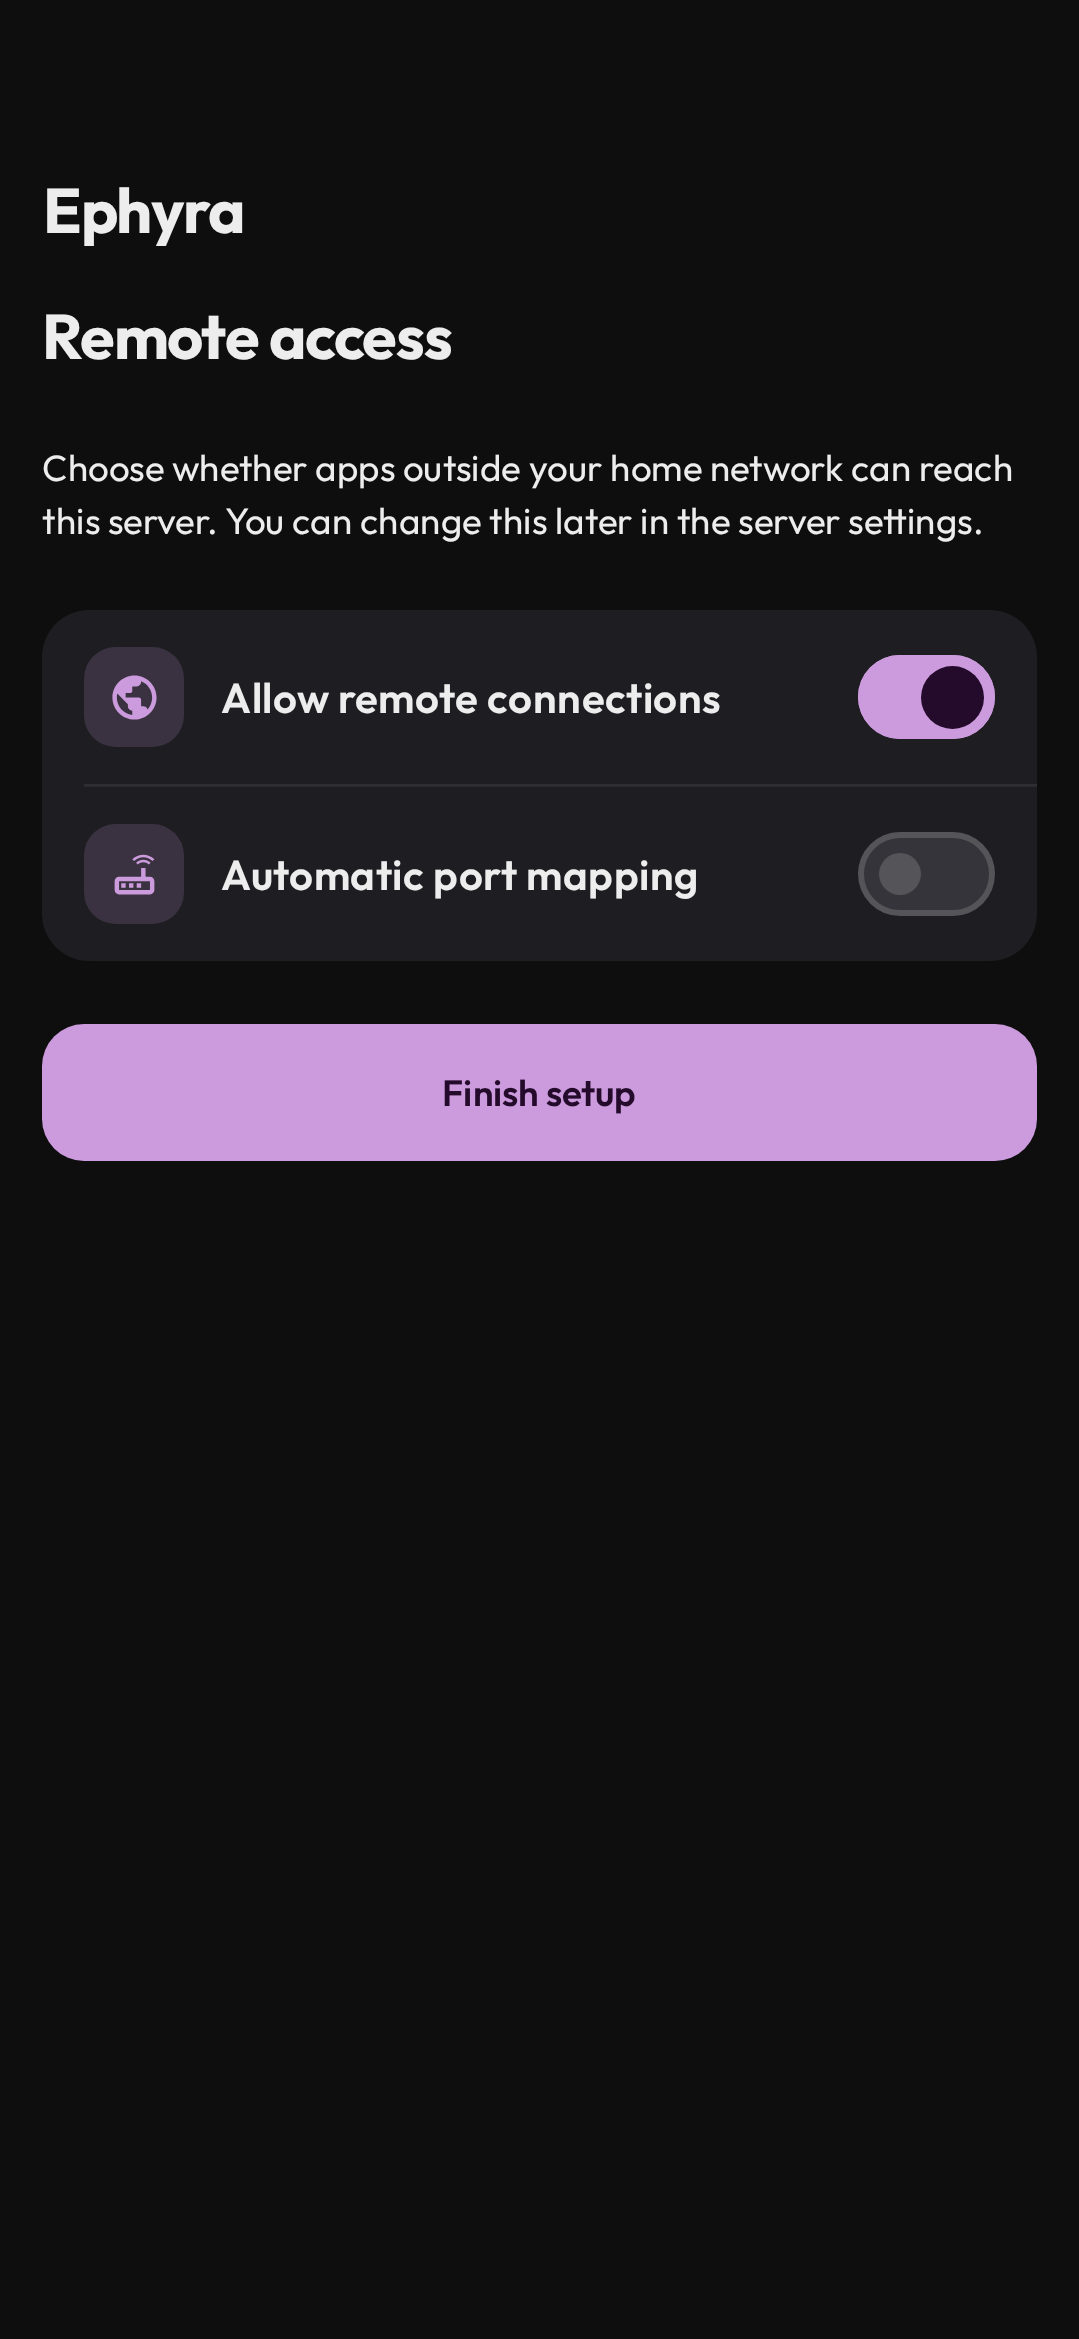 Ephyra
Remote access
Choose whether apps outside your home network can reach
this server. You can change this later in the server settings.
Allow remote connections
Automatic port mapping
Finish setup